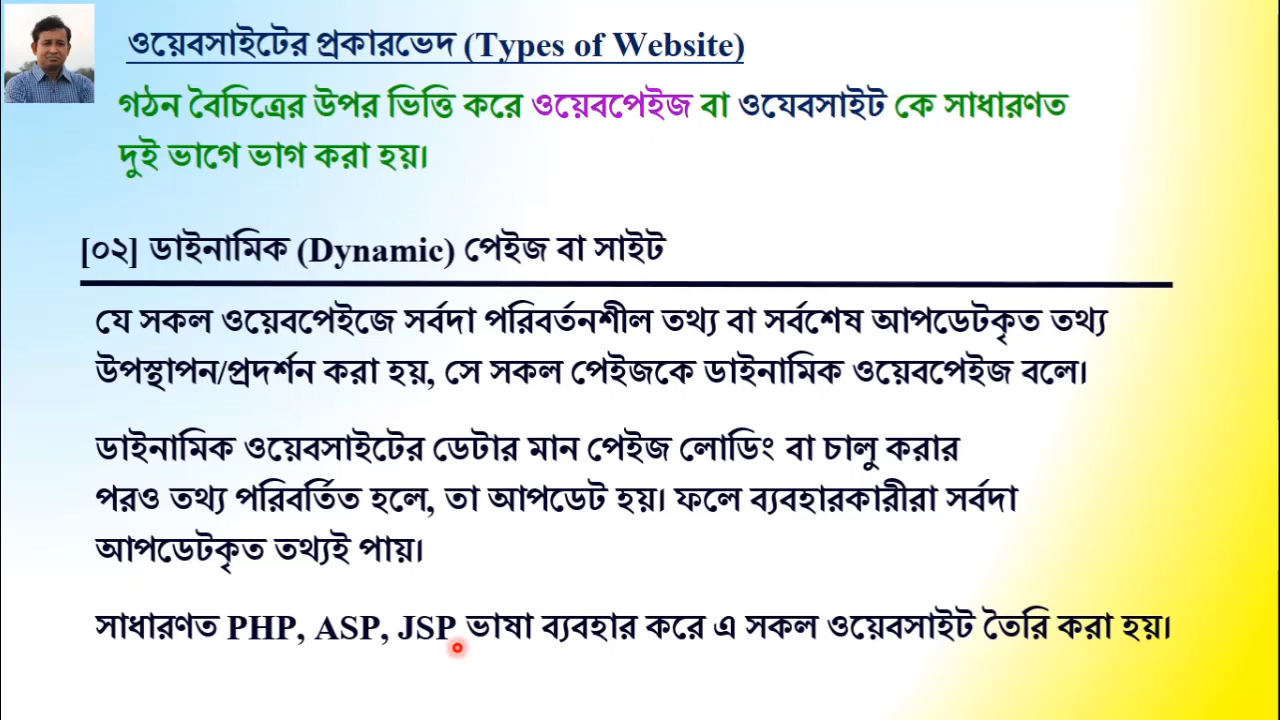 ওয়েবসাইটের প্রকারভেদ (Types of Website)
গঠন বৈচিত্রের উপর ভিত্তি করে ওয়েবপেইজ বা ওযেবসাইট কে সাধারণত
দুই ভাগে ভাগ করা হয়।
[০২] ডাইনামিক (Dynamic) পেইজ বা সাইট
যে সকল ওয়েবপেইজে সর্বদা পরিবর্তনশীল তথ্য বা সর্বশেষ আপডেটকৃত তথ্য
উপস্থাপন/প্রদর্শন করা হয়, সে সকল পেইজকে ডাইনামিক ওয়েবপেইজ বলে।
ডাইনামিক ওয়েবসাইটের ডেটার মান পেইজ লোডিং বা চালু করার
পরও তথ্য পরিবর্তিত হলে, তা আপডেট হয়। ফলে ব্যবহারকারীরা সর্বদা
আপডেটকৃত তথ্যই পায়।
সাধারণত PHP, ASP, JSP ভাষা ব্যবহার করে এ সকল ওয়েবসাইট তৈরি করা হয়।